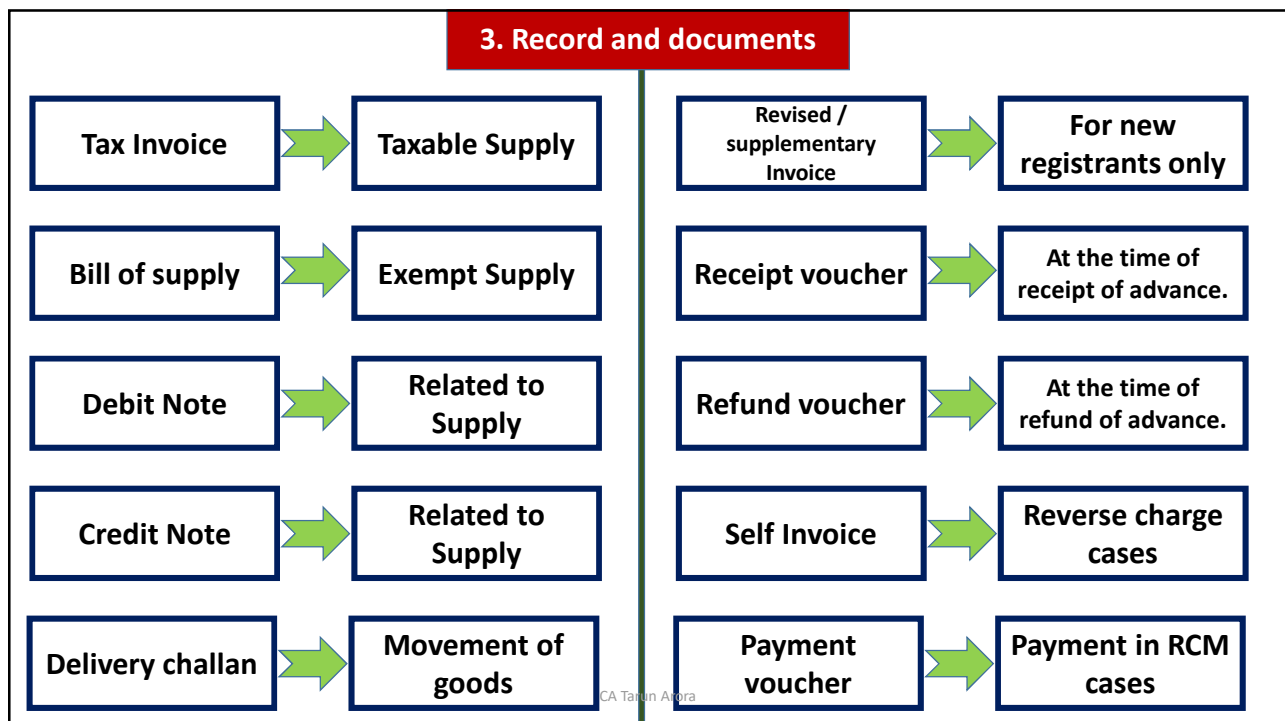 3. Record and documents
Tax Invoice
Taxable Supply
Bill of supply
Exempt Supply
Debit Note
Related to
Supply
Credit Note
Related to
Supply
Delivery challan
Movement of
goods
Revised /
supplementary
Invoice
For new
registrants only
Receipt voucher
At the time of
receipt of advance.
Refund voucher
At the time of
refund of advance.
Self Invoice
Reverse charge
cases
Payment
voucher
Payment in RCM
cases
CA Tarun Arora